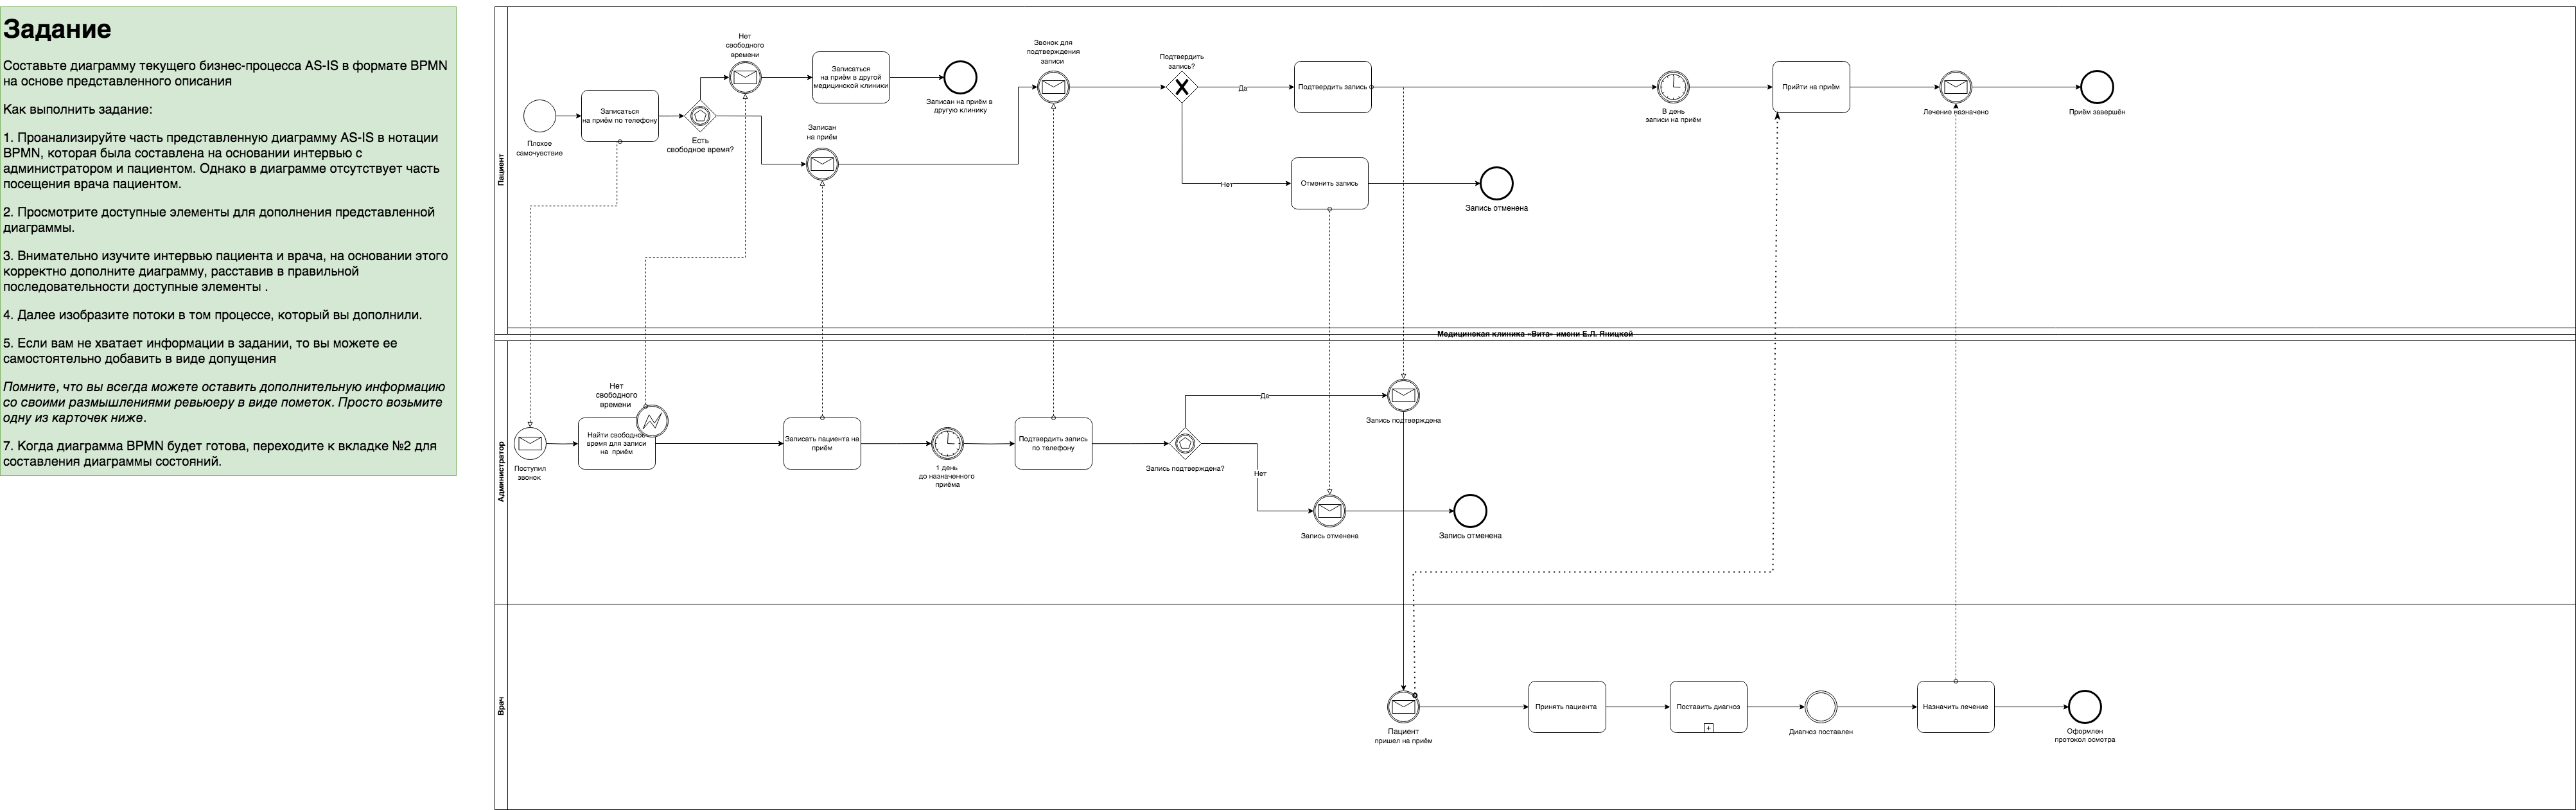 Задание
Составьте диаграмму текущего бизнес-процесса AS-IS в формате BPMN
на основе представленного описания
Как выполнить задание:
1. Проанализируйте часть представленную диаграмму AS-IS в нотации
BPMN, которая была составлена на основании интервью с
администратором и пациентом. Однако в диаграмме отсутствует часть
посещения врача пациентом.
2. Просмотрите доступные элементы для дополнения представленной
диаграммы.
3. Внимательно изучите интервью пациента и врача, на основании этого
корректно дополните диаграмму, расставив в правильной
последовательности доступные элементы .
4. Далее изобразите потоки в том процессе, который вы дополнили.
5. Если вам не хватает информации в задании, то вы можете ее
самостоятельно добавить в виде допущения
Помните, что вы всегда можете оставить дополнительную информацию
со своими размышлениями ревьюеру в виде пометок. Просто возьмите
одну из карточек ниже.
7. Когда диаграмма BPMN будет готова, переходите к вкладке №2 для
составления диаграммы состояний.
Пациент
Плохое
самочувствие
Записаться
на приём по телефону
Есть
свободное время?
Нет
свободного
времени
Записаться
на приём в другой
медицинской клиники
Записан на приём в
другую клинику
Записан
на приём
Звонок для
подтверждения
записи
Подтвердить
запись?
Да
Подтвердить запись
Нет
Отменить запись
Запись отменена
В день
записи на приём
Прийти на приём
Лечение назначено
Приём завершён
Медицинская клиника «Вита» имени Е.Л. Яницкой
Администратор
Поступил
звонок
Нет
свободного
времени
Найти свободное
время для записи
на приём
Записать пациента на
приём
1 день
до назначенного
приёма
Подтвердить запись
по телефону
Запись подтверждена?
Да
Запись подтверждена
Нет
Запись отменена
Запись отменена
Врач
Пациент
пришел на приём
Принять пациента
Поставить диагноз
Диагноз поставлен
Назначить лечение
Оформлен
протокол осмотра